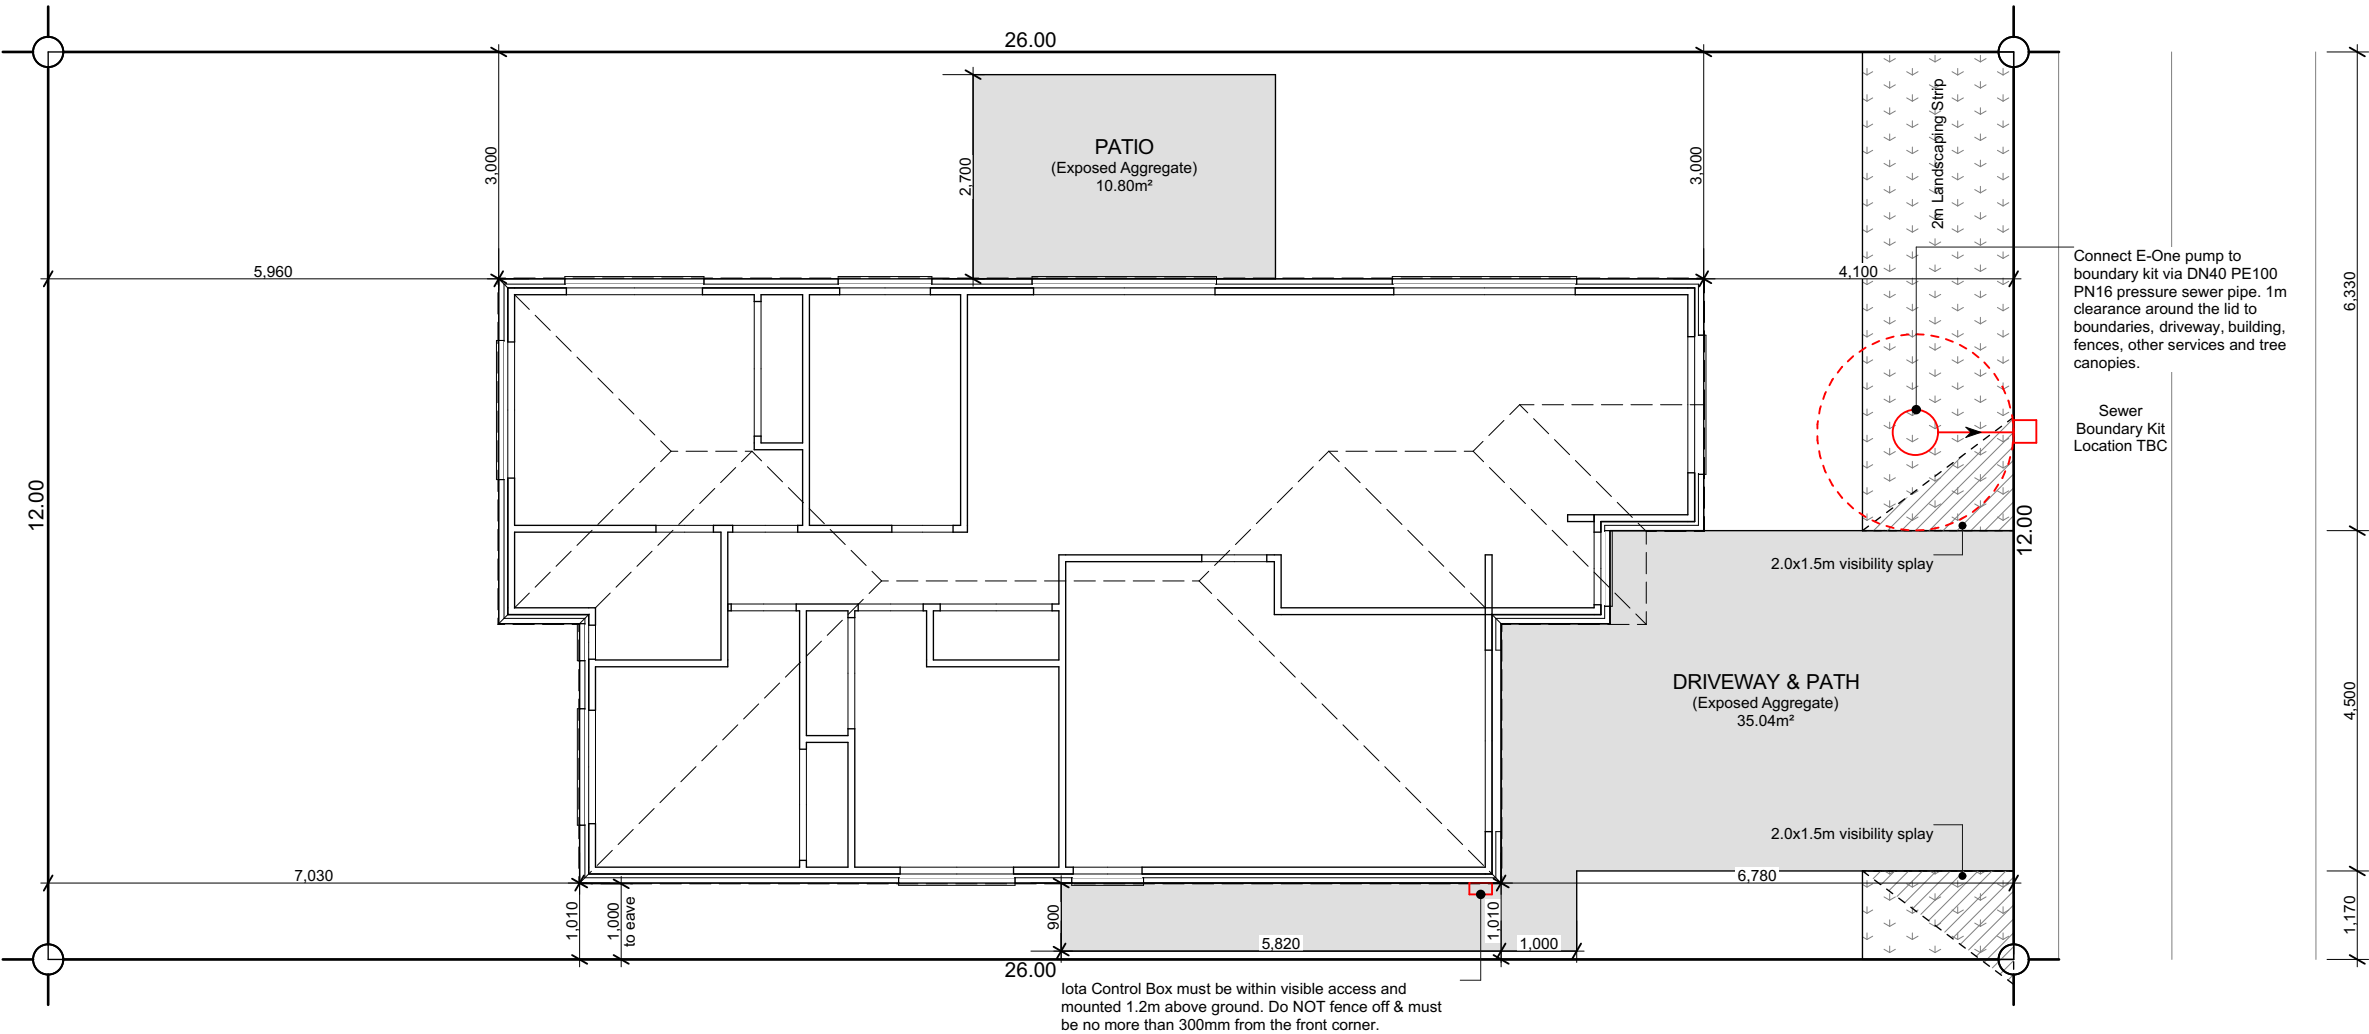 26.00
PATIO
(Exposed Aggregate)
10.80m²
3,000
2,700
3,000
2m Landscaping Strip
5,960
4,100
Connect E-One pump to
boundary kit via DN40 PE100
PN16 pressure sewer pipe. 1m
clearance around the lid to
boundaries, driveway, building,
fences, other services and tree
canopies.
6,330
Sewer
Boundary Kit
Location TBC
12.00
12.00
2.0x1.5m visibility splay
DRIVEWAY & PATH
(Exposed Aggregate)
35.04m²
4,500
2.0x1.5m visibility splay
7,030
6,780
1,010
1,000
to eave
900
1,010
1,170
5,820
1,000
26.00
Iota Control Box must be within visible access and
mounted 1.2m above ground. Do NOT fence off & must
be no more than 300mm from the front corner.